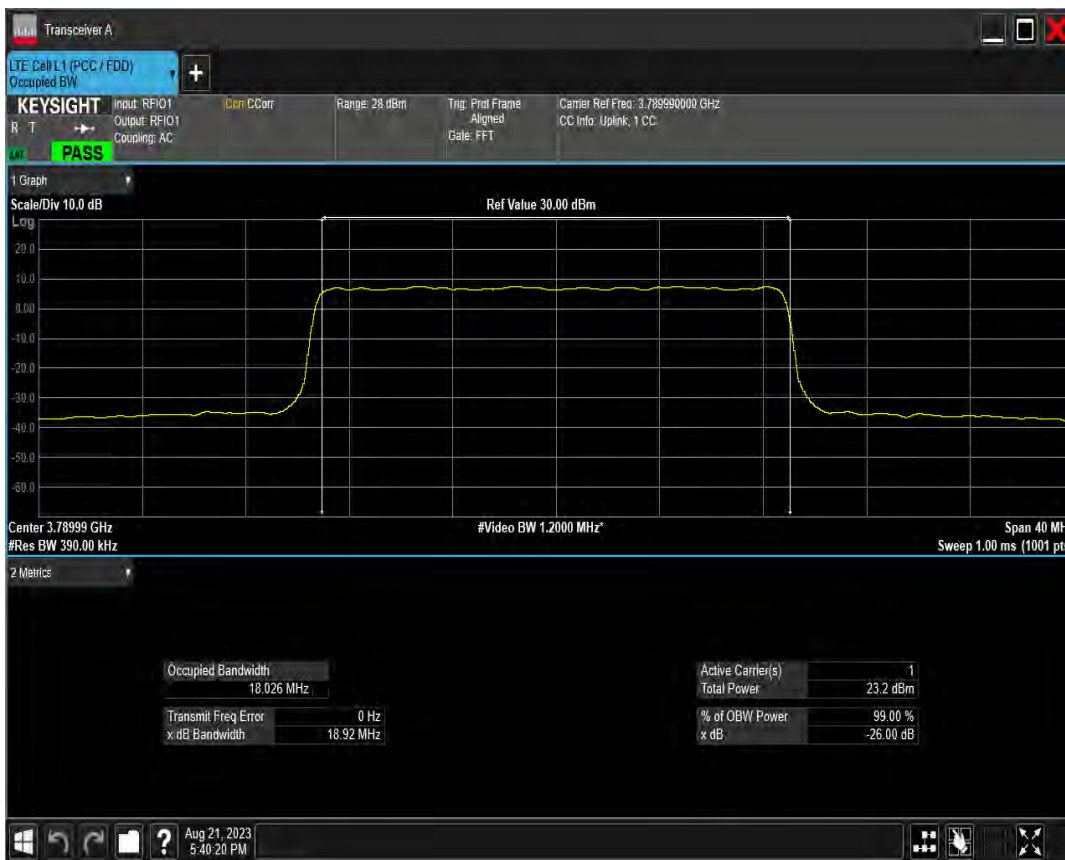 Transceiver A
LTE Cell L1 (PCC / FDD)
Occupied BW
KEYSIGHT
R T
LNI
PASS
Input: RFIO1
Output: RFIO1
Coupling: AC
Corr CCorr
Range: 28 dBm
Trig: Prot Frame
Aligned
Gate: FFT
Carrier Ref Freq: 3.789990000 GHz
CC Info: Uplink, 1 CC
1 Graph
Scale/Div 10.0 dB
Ref Value 30.00 dBm
Log
20.0
10.0
0.00
-10.0
-20.0
-30.0
-40.0
-50.0
-60.0
Center 3.78999 GHz
#Video BW 1.2000 MHz*
Span 40 MH
#Res BW 390.00 kHz
Sweep 1.00 ms (1001 pt
2 Metrics
Occupied Bandwidth
18.026 MHz
Active Carrier(s) 1
Total Power 23.2 dBm
Transmit Freq Error 0 Hz
x dB Bandwidth 18.92 MHz
% of OBW Power 99.00 %
x dB -26.00 dB
?
Aug 21, 2023
5:40:20 PM